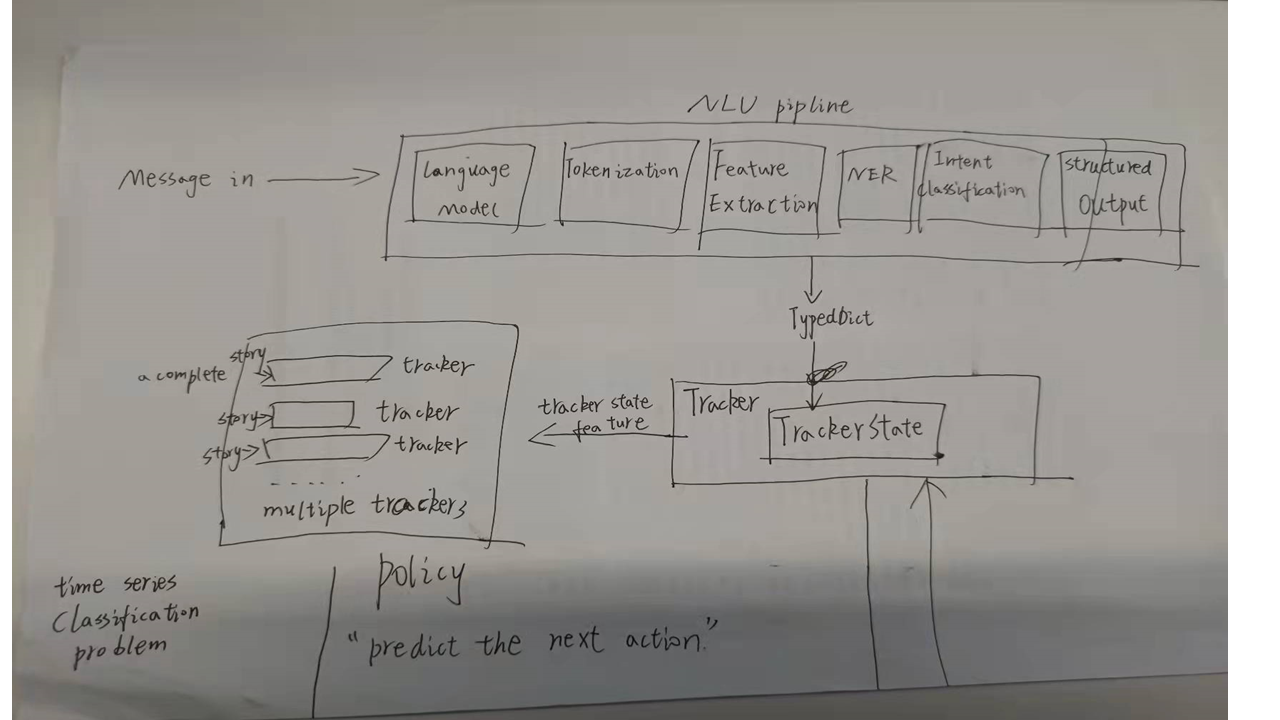 NLU pipline
Message in
Language
Model
Tokenization
Feature
Extraction
NER
Intent
classification
structured
Output
TypedDict
Tracker
TrackerState
tracker state
feature
story
a complete
tracker
story
tracker
story
tracker
......
multiple trackers
policy
"predict the next action."
time series
Classification
problem